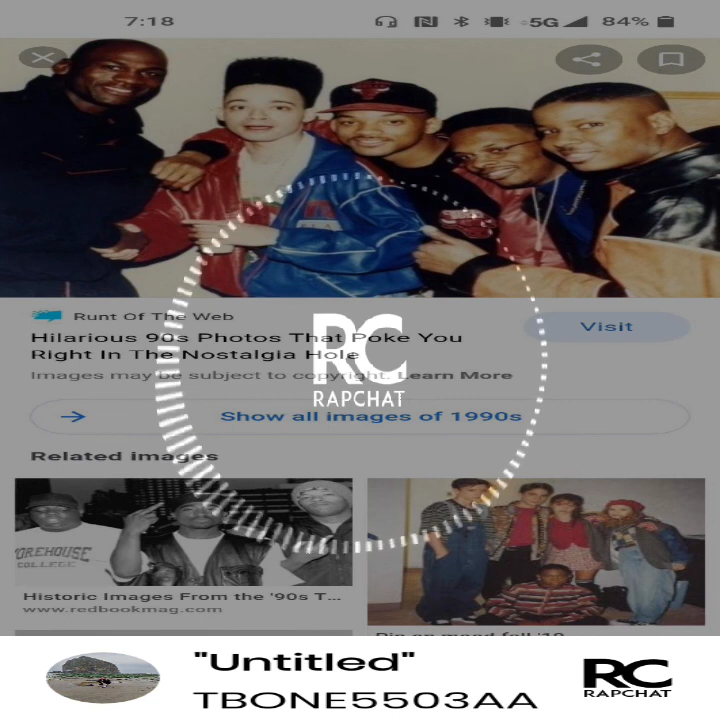 7:18
5G 84%
Runt Of The Web
Hilarious 90s Photos That Poke You
Right In The Nostalgia Hole
Visit
Images may be subject to copyright. Learn More
RC
RAPCHAT
Show all images of 1990s
Related images
OREHOUSE
COLLEGE
Historic Images From the '90s T...
www.redbookmag.com
"Untitled"
TBONE5503AA
RC
RAPCHAT